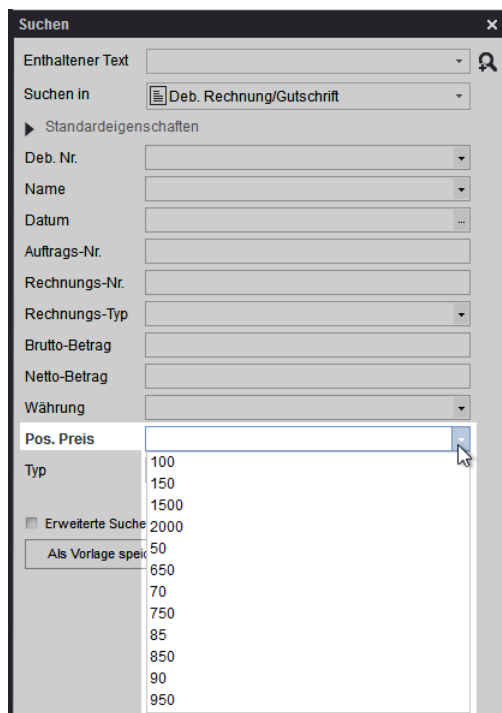 Suchen
Enthaltener Text
Suchen in Deb. Rechnung/Gutschrift
Standardeigenschaften
Deb. Nr.
Name
Datum ...
Auftrags-Nr.
Rechnungs-Nr.
Rechnungs-Typ
Brutto-Betrag
Netto-Betrag
Währung
Pos. Preis
Typ
100
150
1500
Erweiterte Suche
2000
Als Vorlage speic
50
650
70
750
85
850
90
950